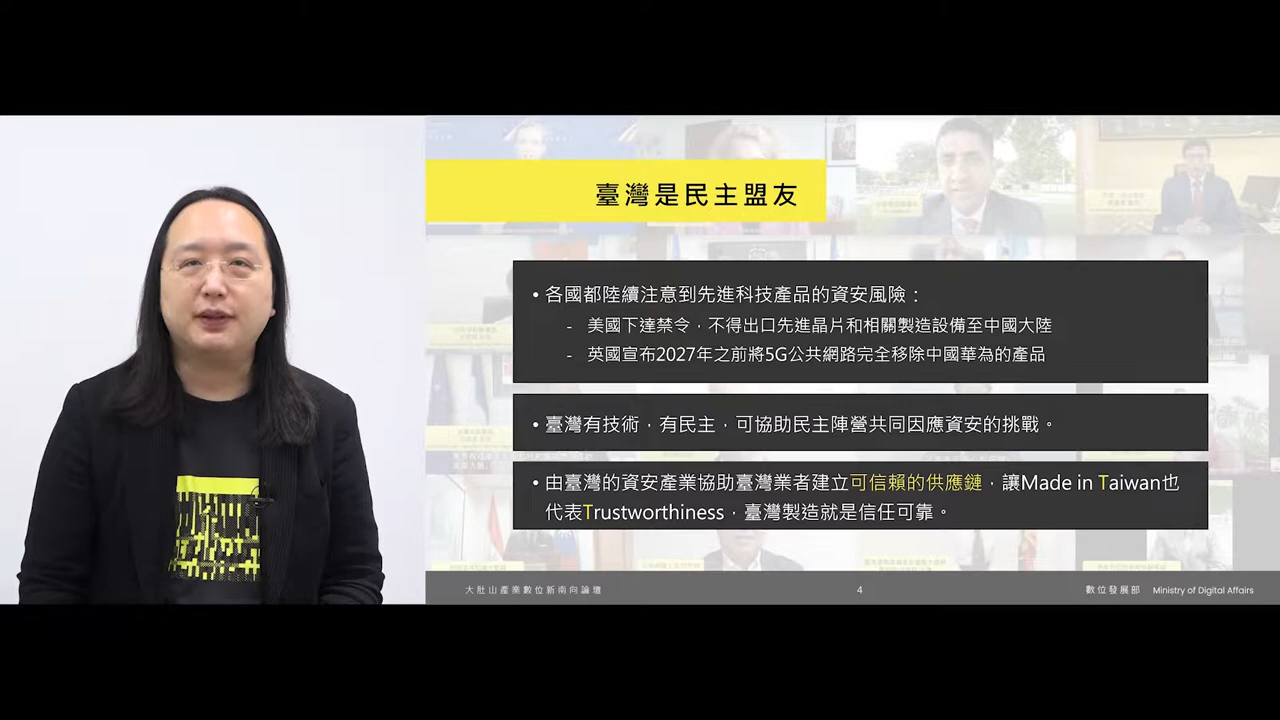 臺灣是民主盟友
• 各國都陸續注意到先進科技產品的資安風險：
- 美國下達禁令，不得出口先進晶片和相關製造設備至中國大陸
- 英國宣布2027年之前將5G公共網路完全移除中國華為的產品
• 臺灣有技術，有民主，可協助民主陣營共同因應資安的挑戰。
• 由臺灣的資安產業協助臺灣業者建立可信賴的供應鏈，讓Made in Taiwan也
代表Trustworthiness，臺灣製造就是信任可靠。
大肚山產業數位新南向論壇
4
數位發展部 Ministry of Digital Affairs